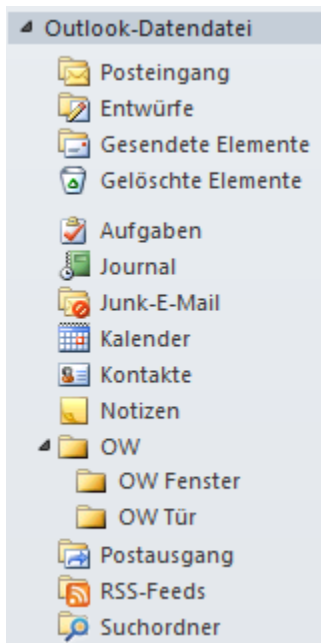 Outlook-Datendatei
Posteingang
Entwürfe
Gesendete Elemente
Gelöschte Elemente
Aufgaben
Journal
Junk-E-Mail
Kalender
Kontakte
Notizen
OW
OW Fenster
OW Tür
Postausgang
RSS-Feeds
Suchordner